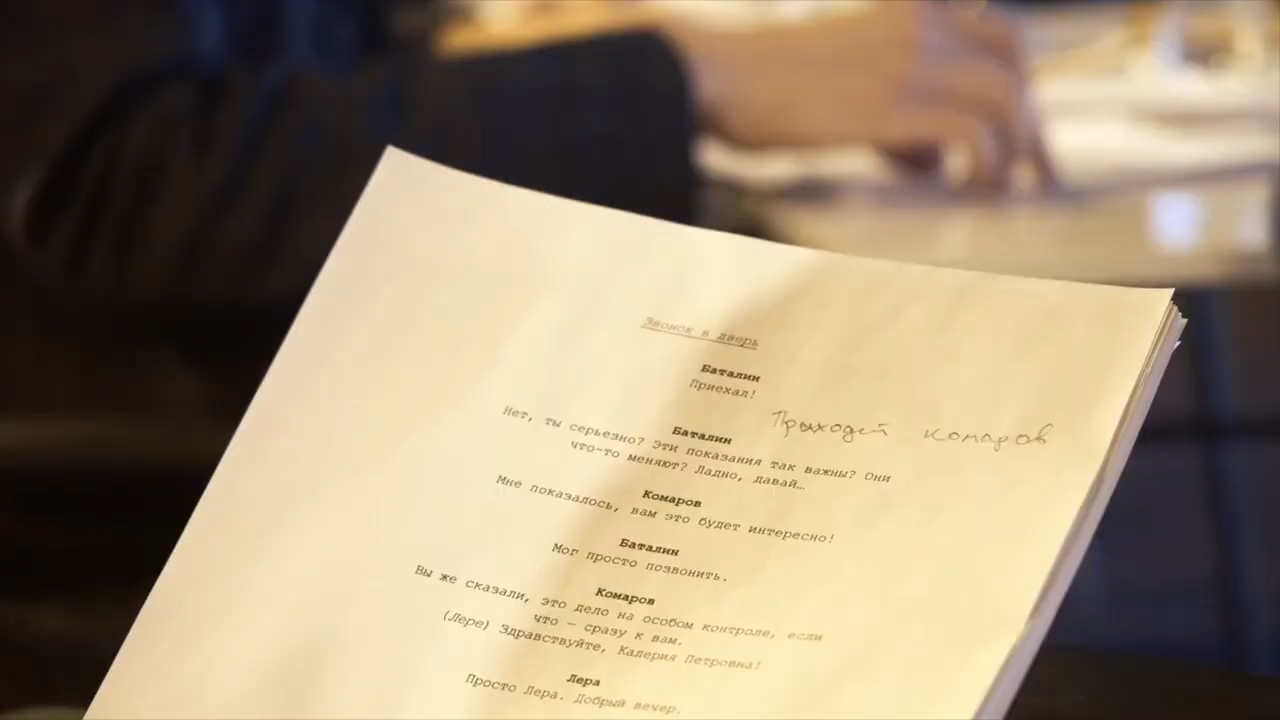 Звонок в дверь
Баталин
Приехал!
Приходит Комаров
Баталин
Нет, ты серьезно? Эти показания так важны? Они
что-то меняют? Ладно, давай…
Комаров
Мне показалось, вам это будет интересно!
Баталин
Мог просто позвонить.
Комаров
Вы же сказали, это дело на особом контроле, если
что – сразу к вам.
(Лере) Здравствуйте, Калерия Петровна!
Лера
Просто Лера. Добрый вечер.